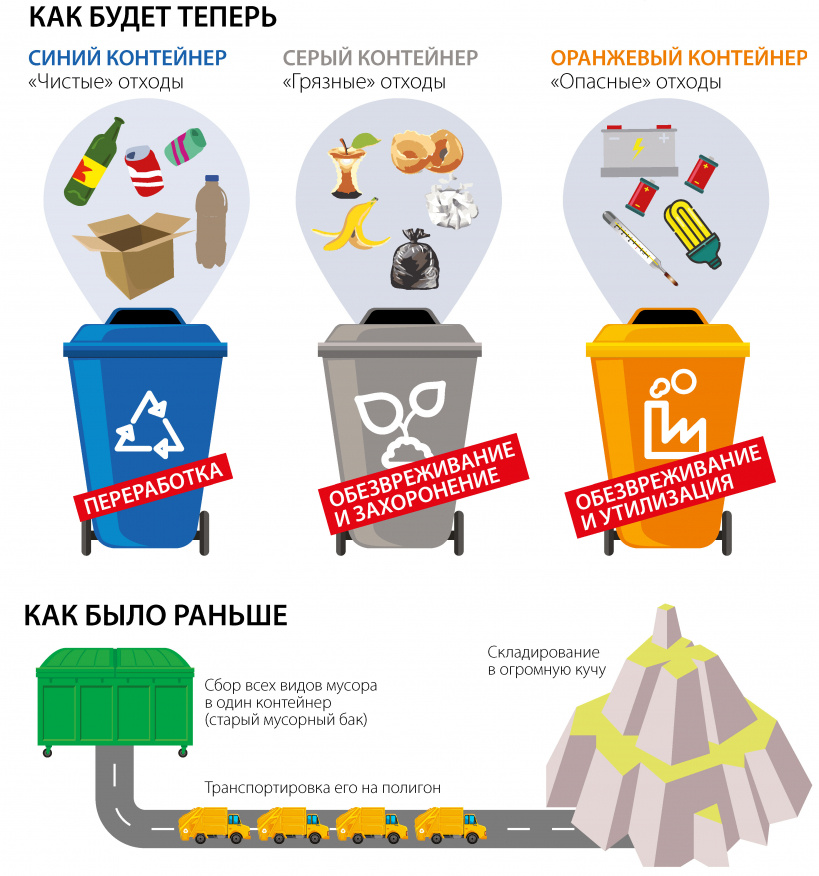 КАК БУДЕТ ТЕПЕРЬ
СИНИЙ КОНТЕЙНЕР
«Чистые» отходы
СЕРЫЙ КОНТЕЙНЕР
«Грязные» отходы
ОРАНЖЕВЫЙ КОНТЕЙНЕР
«Опасные» отходы
ПЕРЕРАБОТКА
ОБЕЗВРЕЖИВАНИЕ
И ЗАХОРОНЕНИЕ
ОБЕЗВРЕЖИВАНИЕ
И УТИЛИЗАЦИЯ
КАК БЫЛО РАНЬШЕ
Сбор всех видов мусора
в один контейнер
(старый мусорный бак)
Транспортировка его на полигон
Складирование
в огромную кучу